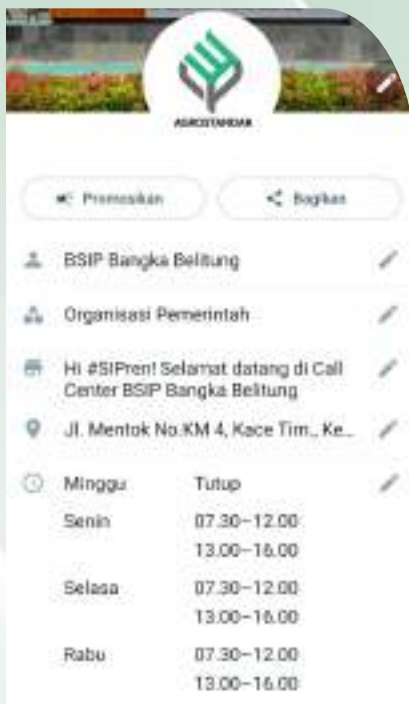 AGROSTANDAR
Promosikan
Bagikan
BSIP Bangka Belitung
Organisasi Pemerintah
Hi #SIPren! Selamat datang di Call
Center BSIP Bangka Belitung
Jl. Mentok No.KM 4, Kace Tim., Ke...
Minggu Tutup
Senin 07.30–12.00
13.00–16.00
Selasa 07.30–12.00
13.00–16.00
Rabu 07.30–12.00
13.00–16.00